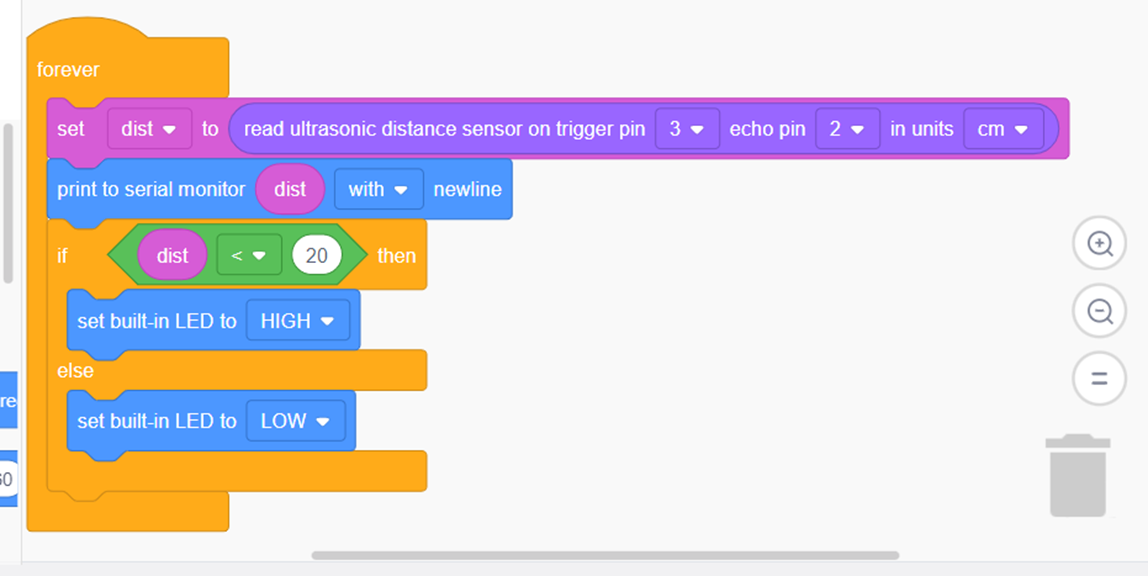 forever
set dist to read ultrasonic distance sensor on trigger pin 3 echo pin 2 in units cm
print to serial monitor dist with newline
if dist < 20 then
set built-in LED to HIGH
else
re
set built-in LED to LOW
60